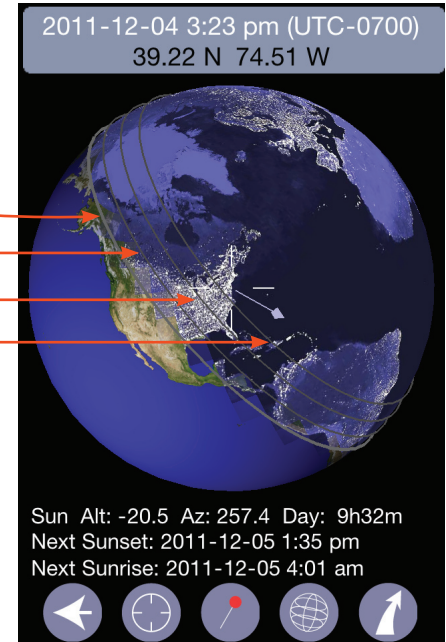 2011-12-04 3:23 pm (UTC-0700)
39.22 N 74.51 W
Sun Alt: -20.5 Az: 257.4 Day: 9h32m
Next Sunset: 2011-12-05 1:35 pm
Next Sunrise: 2011-12-05 4:01 am